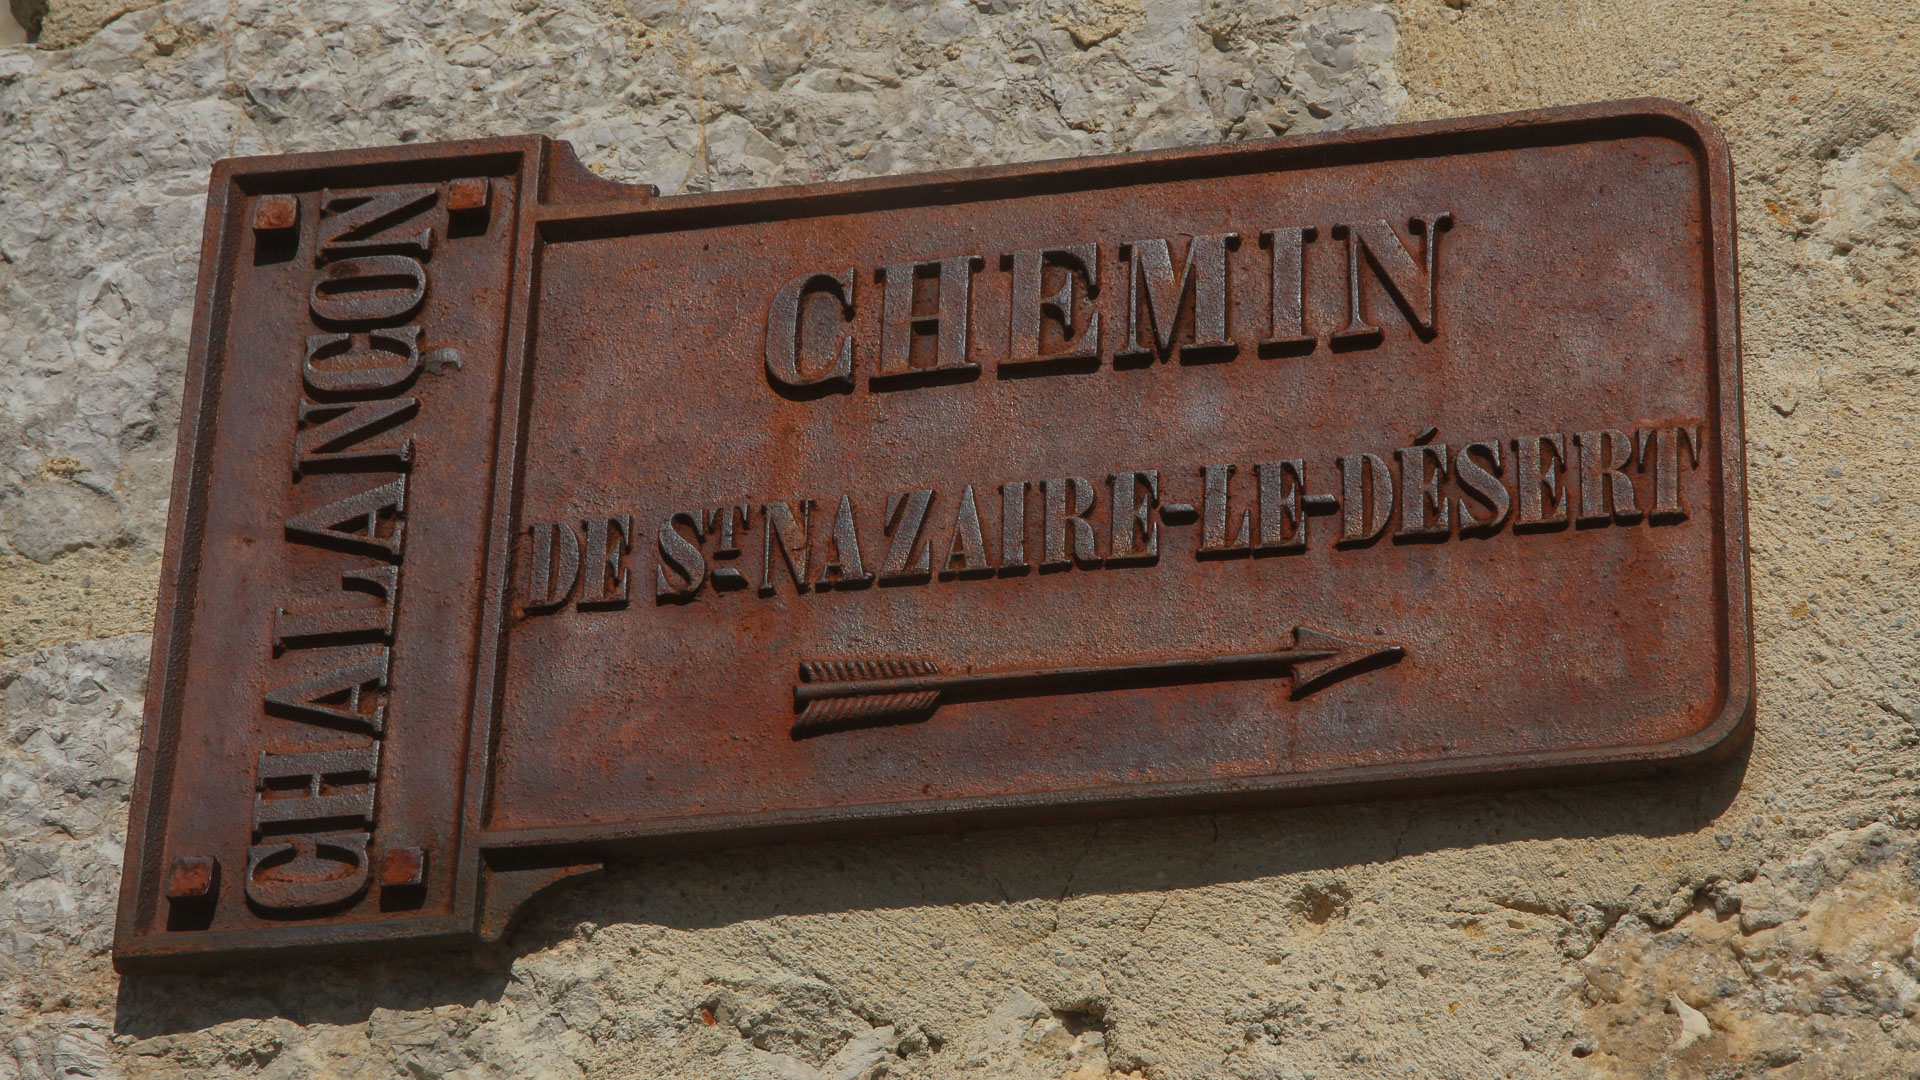 CHALANÇON
CHEMIN
DE ST NAZAIRE-LE-DÉSERT